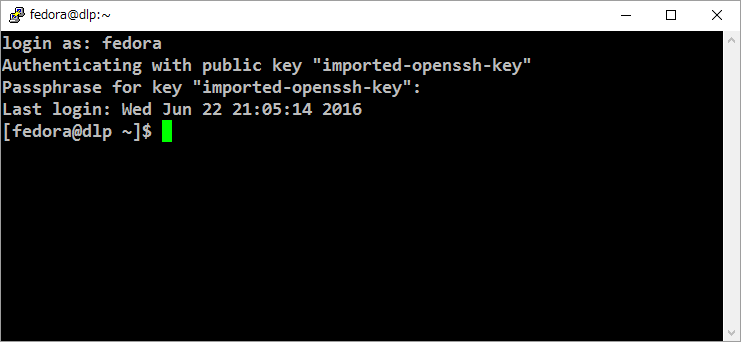 fedora@dlp:~
login as: fedora
Authenticating with public key "imported-openssh-key"
Passphrase for key "imported-openssh-key":
Last login: Wed Jun 22 21:05:14 2016
[fedora@dlp ~]$